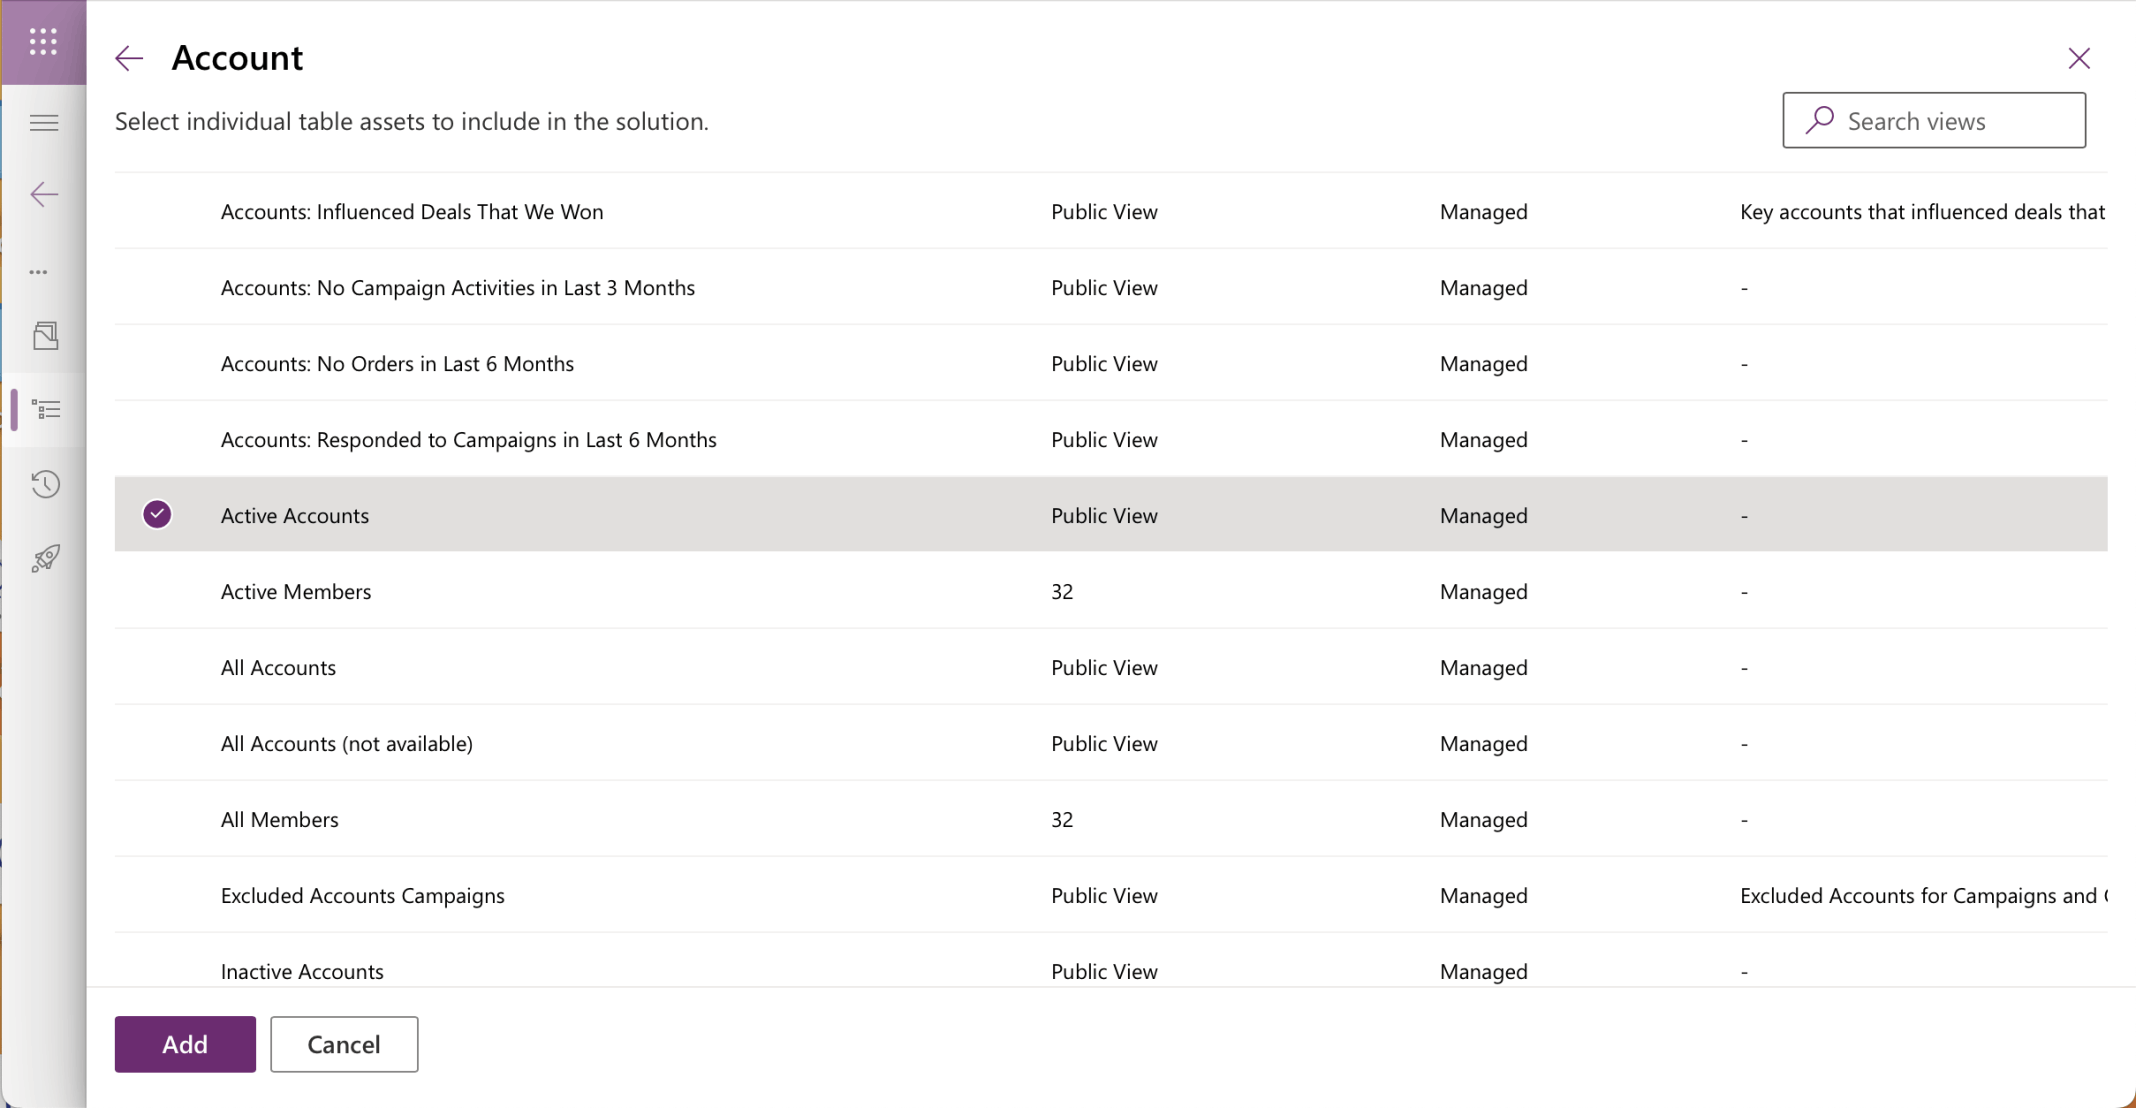 Account
Select individual table assets to include in the solution.
Search views
Accounts: Influenced Deals That We Won Public View Managed Key accounts that influenced deals that
Accounts: No Campaign Activities in Last 3 Months Public View Managed -
Accounts: No Orders in Last 6 Months Public View Managed -
Accounts: Responded to Campaigns in Last 6 Months Public View Managed -
Active Accounts Public View Managed -
Active Members 32 Managed -
All Accounts Public View Managed -
All Accounts (not available) Public View Managed -
All Members 32 Managed -
Excluded Accounts Campaigns Public View Managed Excluded Accounts for Campaigns and
Inactive Accounts Public View Managed -
Add Cancel